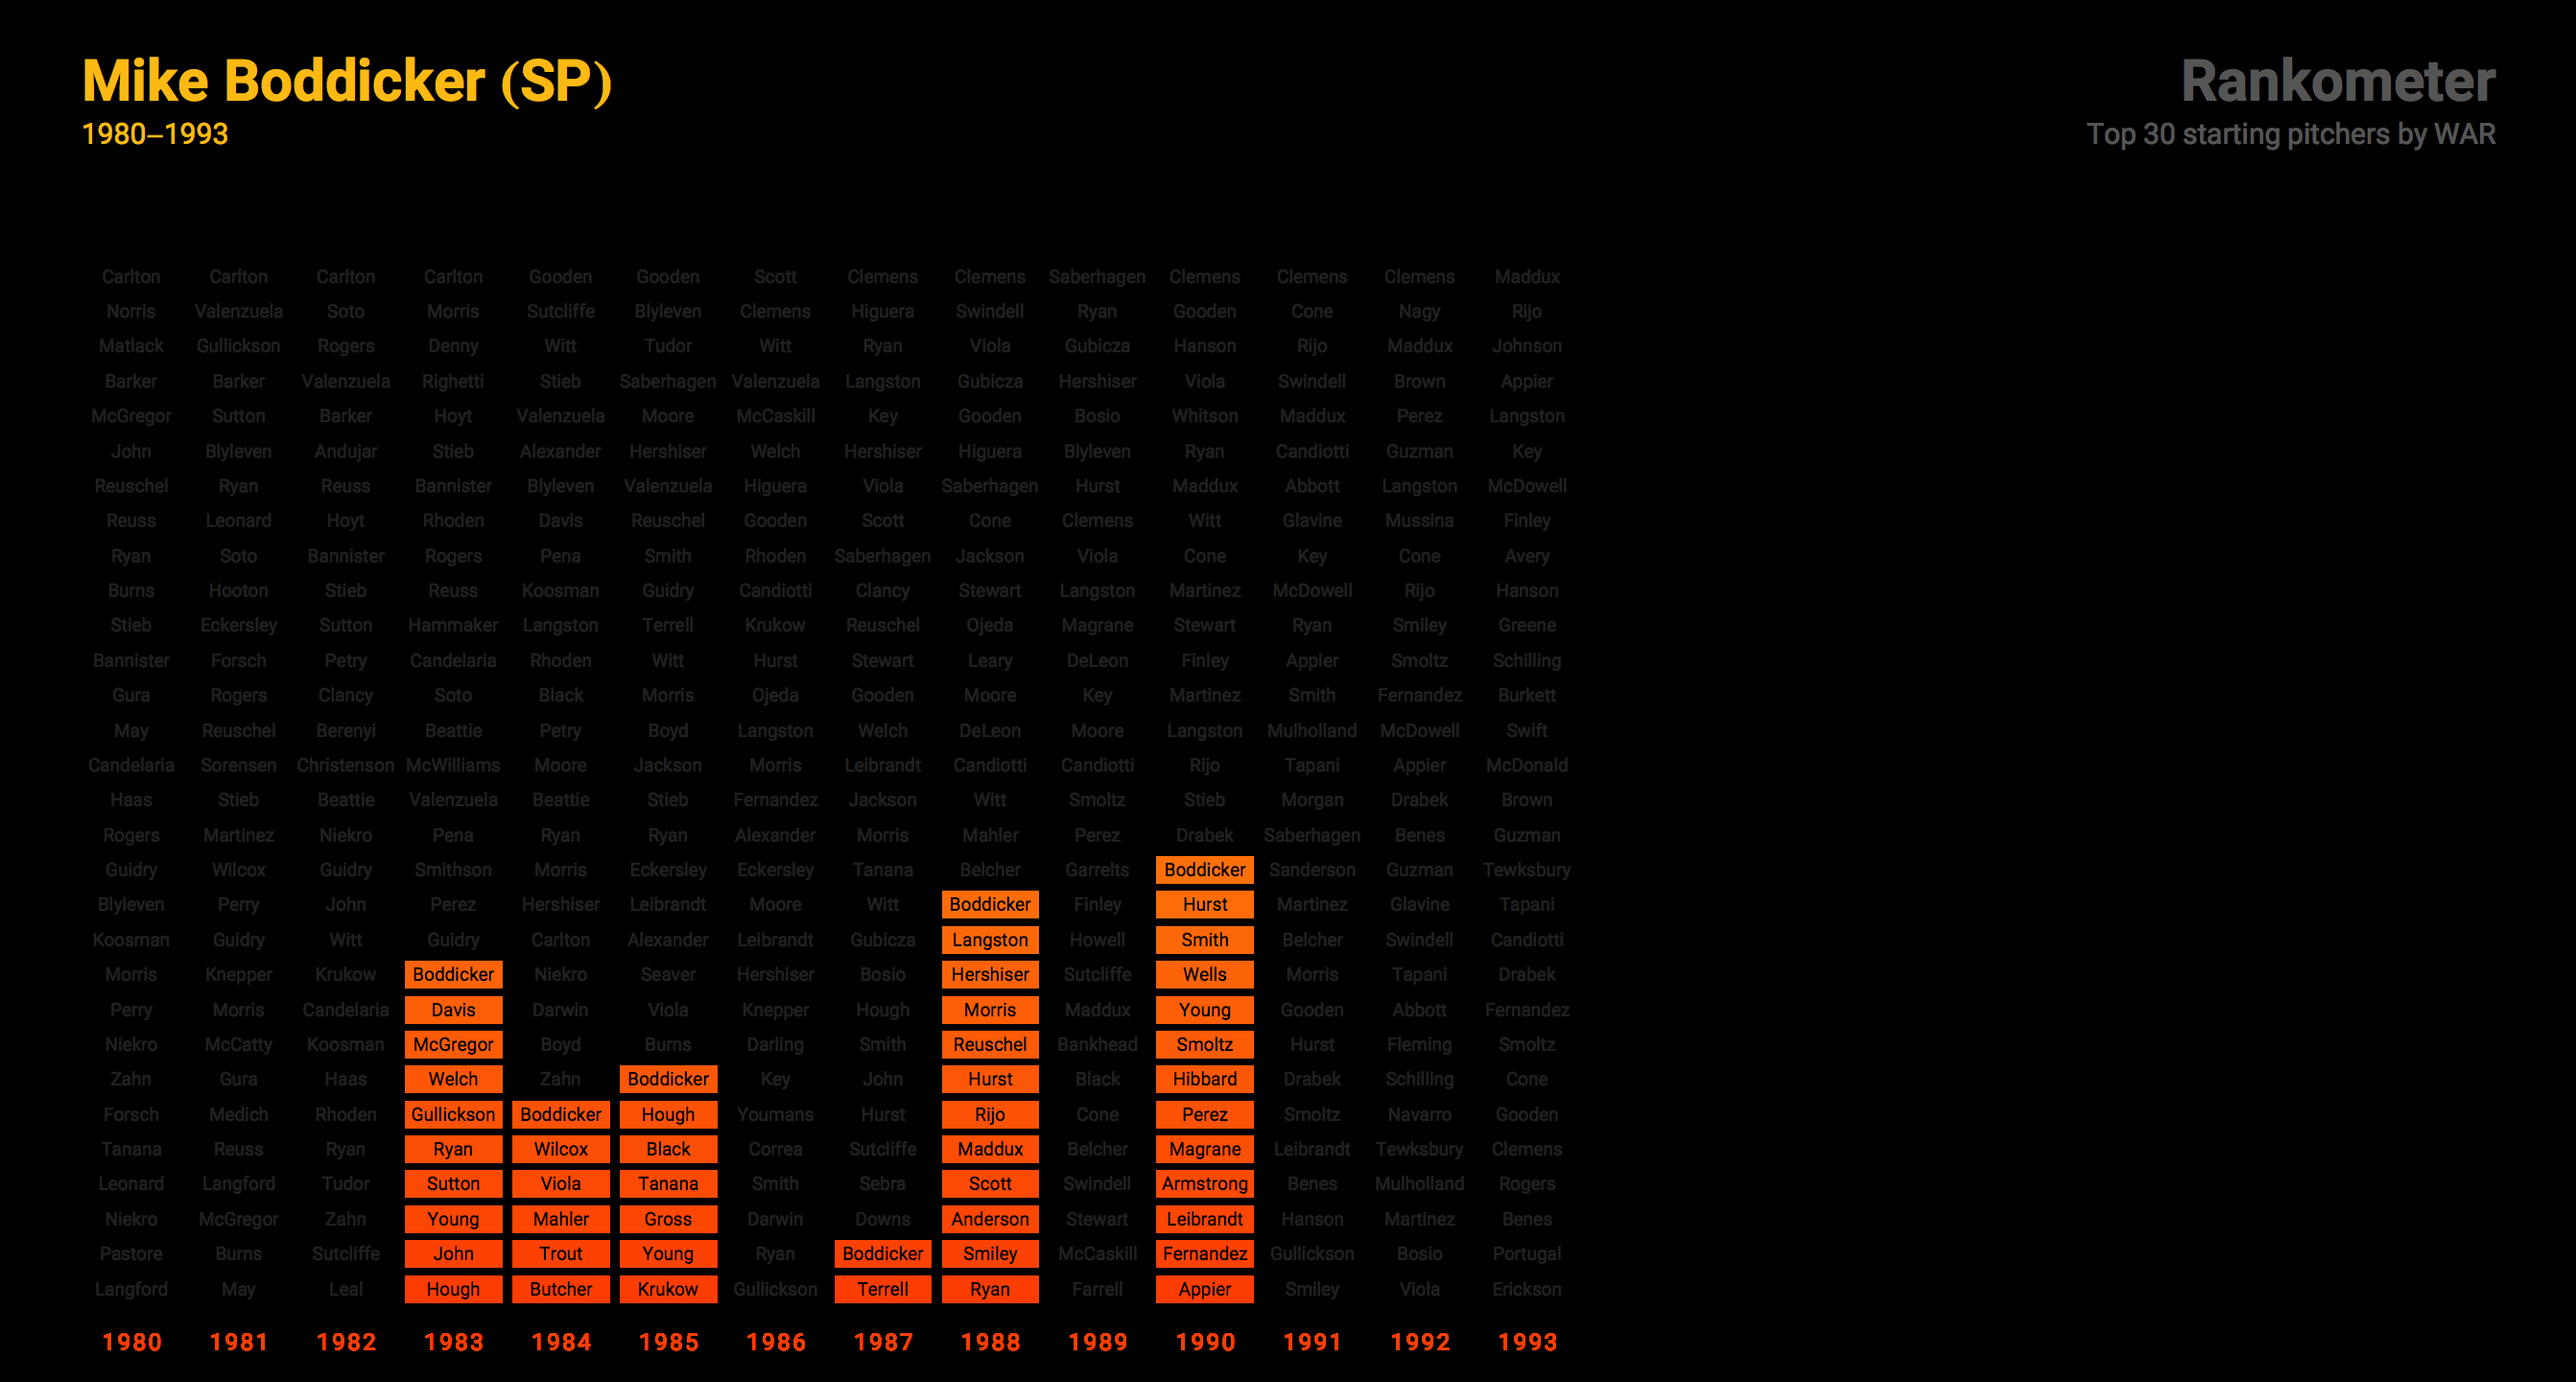 Mike Boddicker (SP)
1980–1993
Rankometer
Top 30 starting pitchers by WAR
Carlton Carlton Carlton Carlton Gooden Gooden Scott Clemens Clemens Saberhagen Clemens Clemens Clemens Maddux
Norris Valenzuela Soto Morris Sutcliffe Blyleven Clemens Higuera Swindell Ryan Gooden Cone Nagy Rijo
Matlack Gullickson Rogers Denny Witt Tudor Witt Ryan Viola Gubicza Hanson Rijo Maddux Johnson
Barker Barker Valenzuela Righetti Stieb Saberhagen Valenzuela Langston Gubicza Hershiser Viola Swindell Brown Appier
McGregor Sutton Barker Hoyt Valenzuela Moore McCaskill Key Gooden Bosio Whitson Maddux Perez Langston
John Blyleven Andujar Stieb Alexander Hershiser Welch Hershiser Higuera Blyleven Ryan Candiotti Guzman Key
Reuschel Ryan Reuss Bannister Blyleven Valenzuela Higuera Viola Saberhagen Hurst Maddux Abbott Langston McDowell
Reuss Leonard Hoyt Rhoden Davis Reuschel Gooden Scott Cone Clemens Witt Glavine Mussina Finley
Ryan Soto Bannister Rogers Pena Smith Rhoden Saberhagen Jackson Viola Cone Key Cone Avery
Burns Hooton Stieb Reuss Koosman Guidry Candiotti Clancy Stewart Langston Martinez McDowell Rijo Hanson
Stieb Eckersley Sutton Hammaker Langston Terrell Krukow Reuschel Ojeda Magrane Stewart Ryan Smiley Greene
Bannister Forsch Petry Candelaria Rhoden Witt Hurst Stewart Leary DeLeon Finley Appier Smoltz Schilling
Gura Rogers Clancy Soto Black Morris Ojeda Gooden Moore Key Martinez Smith Fernandez Burkett
May Reuschel Berenyi Beattie Petry Boyd Langston Welch DeLeon Moore Langston Mulholland McDowell Swift
Candelaria Sorensen Christenson McWilliams Moore Jackson Morris Leibrandt Candiotti Candiotti Rijo Tapani Appier McDonald
Haas Stieb Beattie Valenzuela Beattie Stieb Fernandez Jackson Witt Smoltz Stieb Morgan Drabek Brown
Rogers Martinez Niekro Pena Ryan Ryan Alexander Morris Mahler Perez Drabek Saberhagen Benes Guzman
Guidry Wilcox Guidry Smithson Morris Eckersley Eckersley Tanana Belcher Garrelts Boddicker Sanderson Guzman Tewksbury
Blyleven Perry John Perez Hershiser Leibrandt Moore Witt Boddicker Finley Hurst Martinez Glavine Tapani
Koosman Guidry Witt Guidry Carlton Alexander Leibrandt Gubicza Langston Howell Smith Belcher Swindell Candiotti
Morris Knepper Krukow Boddicker Niekro Seaver Hershiser Bosio Hershiser Sutcliffe Wells Morris Tapani Drabek
Perry Morris Candelaria Davis Darwin Viola Knepper Hough Morris Maddux Young Gooden Abbott Fernandez
Niekro McCatty Koosman McGregor Boyd Burns Darling Smith Reuschel Bankhead Smoltz Hurst Fleming Smoltz
Zahn Gura Haas Welch Zahn Boddicker Key John Hurst Black Hibbard Drabek Schilling Cone
Forsch Medich Rhoden Gullickson Boddicker Hough Youmans Hurst Rijo Cone Perez Smoltz Navarro Gooden
Tanana Reuss Ryan Ryan Wilcox Black Correa Sutcliffe Maddux Belcher Magrane Leibrandt Tewksbury Clemens
Leonard Langford Tudor Sutton Viola Tanana Smith Sebra Scott Swindell Armstrong Benes Mulholland Rogers
Niekro McGregor Zahn Young Mahler Gross Darwin Downs Anderson Stewart Leibrandt Hanson Martinez Benes
Pastore Burns Sutcliffe John Trout Young Ryan Boddicker Smiley McCaskill Fernandez Gullickson Bosio Portugal
Langford May Leal Hough Butcher Krukow Gullickson Terrell Ryan Farrell Appier Smiley Viola Erickson
1980 1981 1982 1983 1984 1985 1986 1987 1988 1989 1990 1991 1992 1993